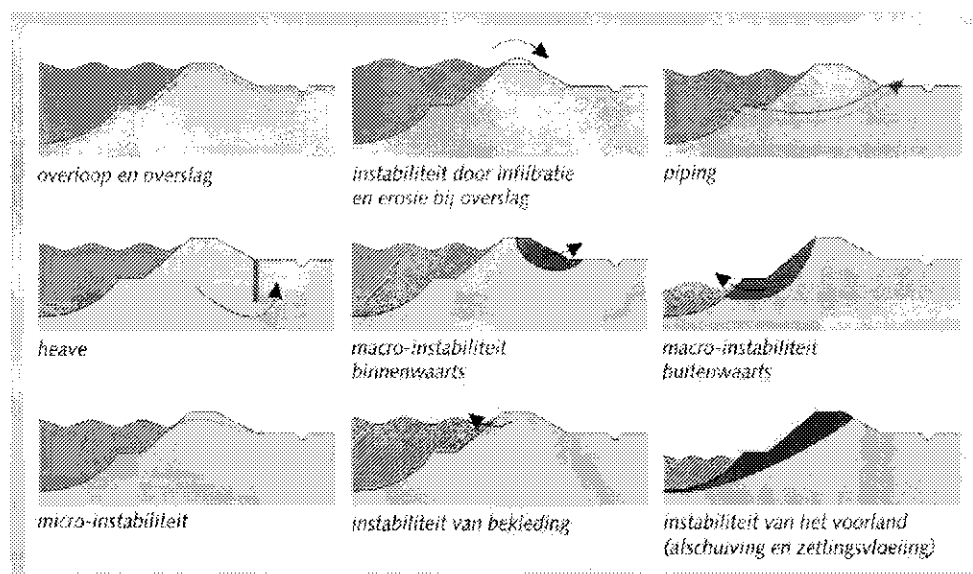 overloop en overslag
instabiliteit door infiltratie
en erosie bij overslag
piping
heave
macro-instabiliteit
binnenwaarts
macro-instabiliteit
buitenwaarts
micro-instabiliteit
instabiliteit van bekleding
instabiliteit van het voorland
(afschuiving en zettingsvloeiing)